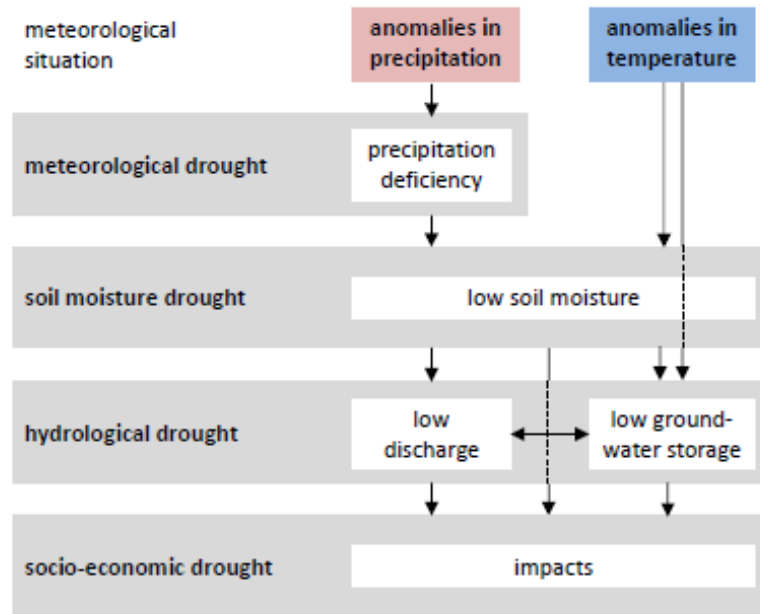 meteorological
situation
anomalies in
precipitation
anomalies in
temperature
meteorological drought
precipitation
deficiency
soil moisture drought
low soil moisture
hydrological drought
low
discharge
low ground-
water storage
socio-economic drought
impacts